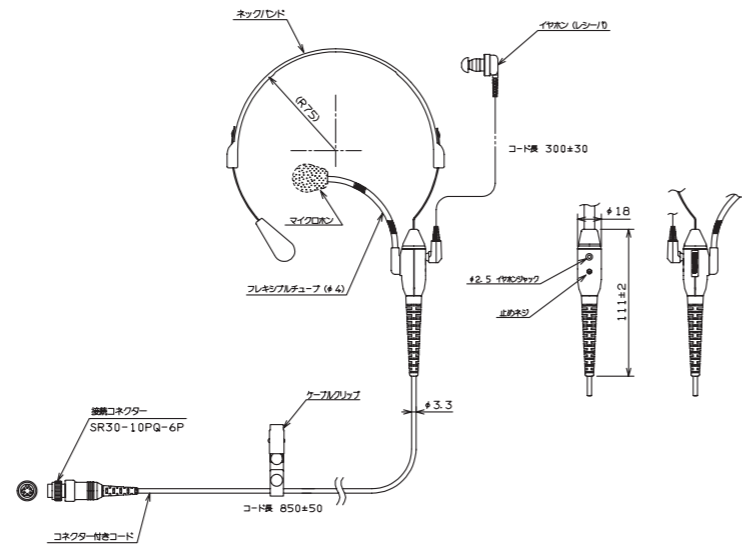 ネックバンド
イヤホン (レシーバ)
(R75)
コード長 300±30
マイクロホン
φ18
φ2.5 イヤホンジャック
フレキシブルチューブ (φ4)
止めネジ
111±2
ケーブルクリップ
φ3.3
接続コネクター
SR30-10PQ-6P
コード長 850±50
コネクター付きコード